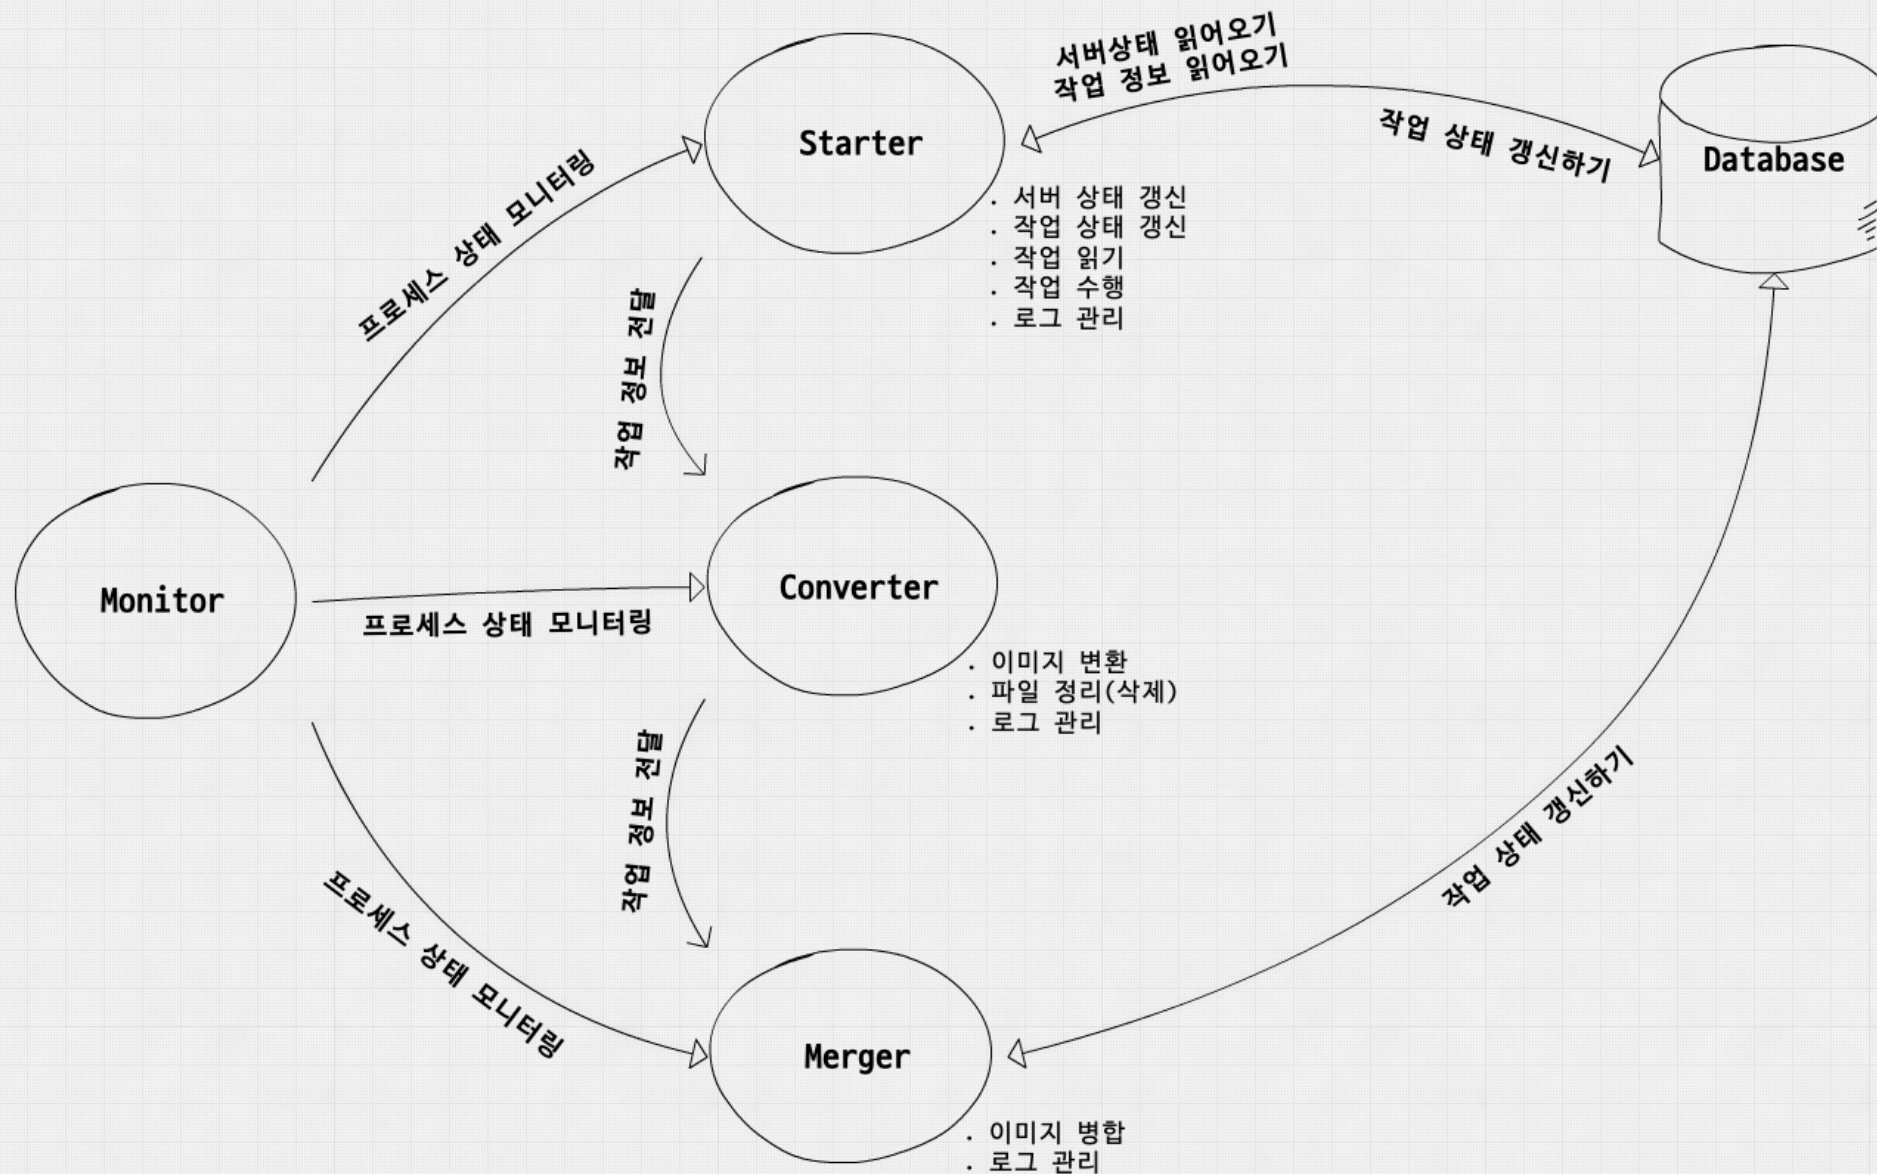 서버상태 읽어오기
작업 정보 읽어오기
작업 상태 갱신하기
Starter
Database
. 서버 상태 갱신
. 작업 상태 갱신
. 작업 읽기
. 작업 수행
. 로그 관리
프로세스 상태 모니터링
작업 정보 전달
Monitor
Converter
프로세스 상태 모니터링
. 이미지 변환
. 파일 정리(삭제)
. 로그 관리
작업 정보 전달
작업 상태 갱신하기
프로세스 상태 모니터링
Merger
. 이미지 병합
. 로그 관리